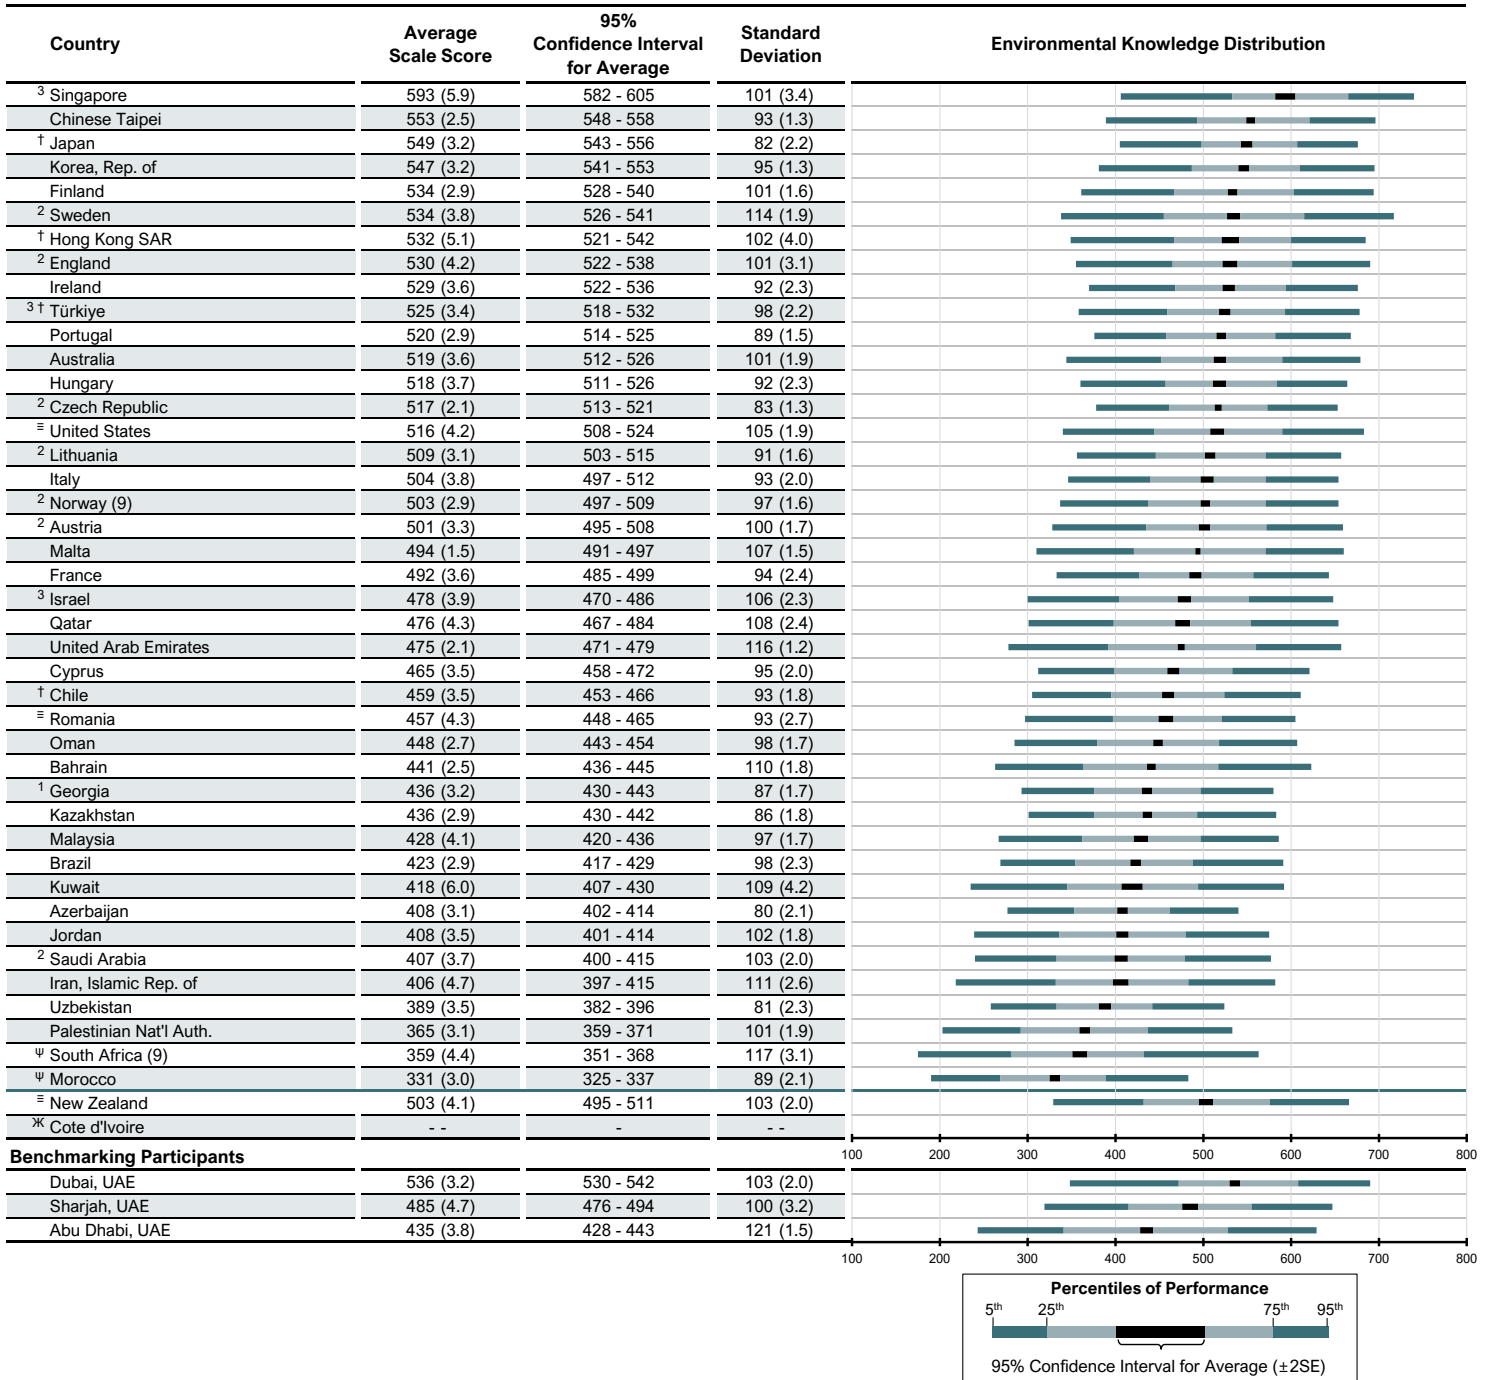 Country Average Scale Score 95% Confidence Interval for Average Standard Deviation Environmental Knowledge Distribution
3 Singapore 593 (5.9) 582 - 605 101 (3.4)
Chinese Taipei 553 (2.5) 548 - 558 93 (1.3)
† Japan 549 (3.2) 543 - 556 82 (2.2)
Korea, Rep. of 547 (3.2) 541 - 553 95 (1.3)
Finland 534 (2.9) 528 - 540 101 (1.6)
2 Sweden 534 (3.8) 526 - 541 114 (1.9)
† Hong Kong SAR 532 (5.1) 521 - 542 102 (4.0)
2 England 530 (4.2) 522 - 538 101 (3.1)
Ireland 529 (3.6) 522 - 536 92 (2.3)
3 † Türkiye 525 (3.4) 518 - 532 98 (2.2)
Portugal 520 (2.9) 514 - 525 89 (1.5)
Australia 519 (3.6) 512 - 526 101 (1.9)
Hungary 518 (3.7) 511 - 526 92 (2.3)
2 Czech Republic 517 (2.1) 513 - 521 83 (1.3)
≡ United States 516 (4.2) 508 - 524 105 (1.9)
2 Lithuania 509 (3.1) 503 - 515 91 (1.6)
Italy 504 (3.8) 497 - 512 93 (2.0)
2 Norway (9) 503 (2.9) 497 - 509 97 (1.6)
2 Austria 501 (3.3) 495 - 508 100 (1.7)
Malta 494 (1.5) 491 - 497 107 (1.5)
France 492 (3.6) 485 - 499 94 (2.4)
3 Israel 478 (3.9) 470 - 486 106 (2.3)
Qatar 476 (4.3) 467 - 484 108 (2.4)
United Arab Emirates 475 (2.1) 471 - 479 116 (1.2)
Cyprus 465 (3.5) 458 - 472 95 (2.0)
† Chile 459 (3.5) 453 - 466 93 (1.8)
≡ Romania 457 (4.3) 448 - 465 93 (2.7)
Oman 448 (2.7) 443 - 454 98 (1.7)
Bahrain 441 (2.5) 436 - 445 110 (1.8)
1 Georgia 436 (3.2) 430 - 443 87 (1.7)
Kazakhstan 436 (2.9) 430 - 442 86 (1.8)
Malaysia 428 (4.1) 420 - 436 97 (1.7)
Brazil 423 (2.9) 417 - 429 98 (2.3)
Kuwait 418 (6.0) 407 - 430 109 (4.2)
Azerbaijan 408 (3.1) 402 - 414 80 (2.1)
Jordan 408 (3.5) 401 - 414 102 (1.8)
2 Saudi Arabia 407 (3.7) 400 - 415 103 (2.0)
Iran, Islamic Rep. of 406 (4.7) 397 - 415 111 (2.6)
Uzbekistan 389 (3.5) 382 - 396 81 (2.3)
Palestinian Nat'l Auth. 365 (3.1) 359 - 371 101 (1.9)
ψ South Africa (9) 359 (4.4) 351 - 368 117 (3.1)
ψ Morocco 331 (3.0) 325 - 337 89 (2.1)
≡ New Zealand 503 (4.1) 495 - 511 103 (2.0)
Ж Cote d'Ivoire - - - - -
100 200 300 400 500 600 700 800
Benchmarking Participants
Dubai, UAE 536 (3.2) 530 - 542 103 (2.0)
Sharjah, UAE 485 (4.7) 476 - 494 100 (3.2)
Abu Dhabi, UAE 435 (3.8) 428 - 443 121 (1.5)
100 200 300 400 500 600 700 800
Percentiles of Performance
5th 25th 75th 95th
95% Confidence Interval for Average (±2SE)